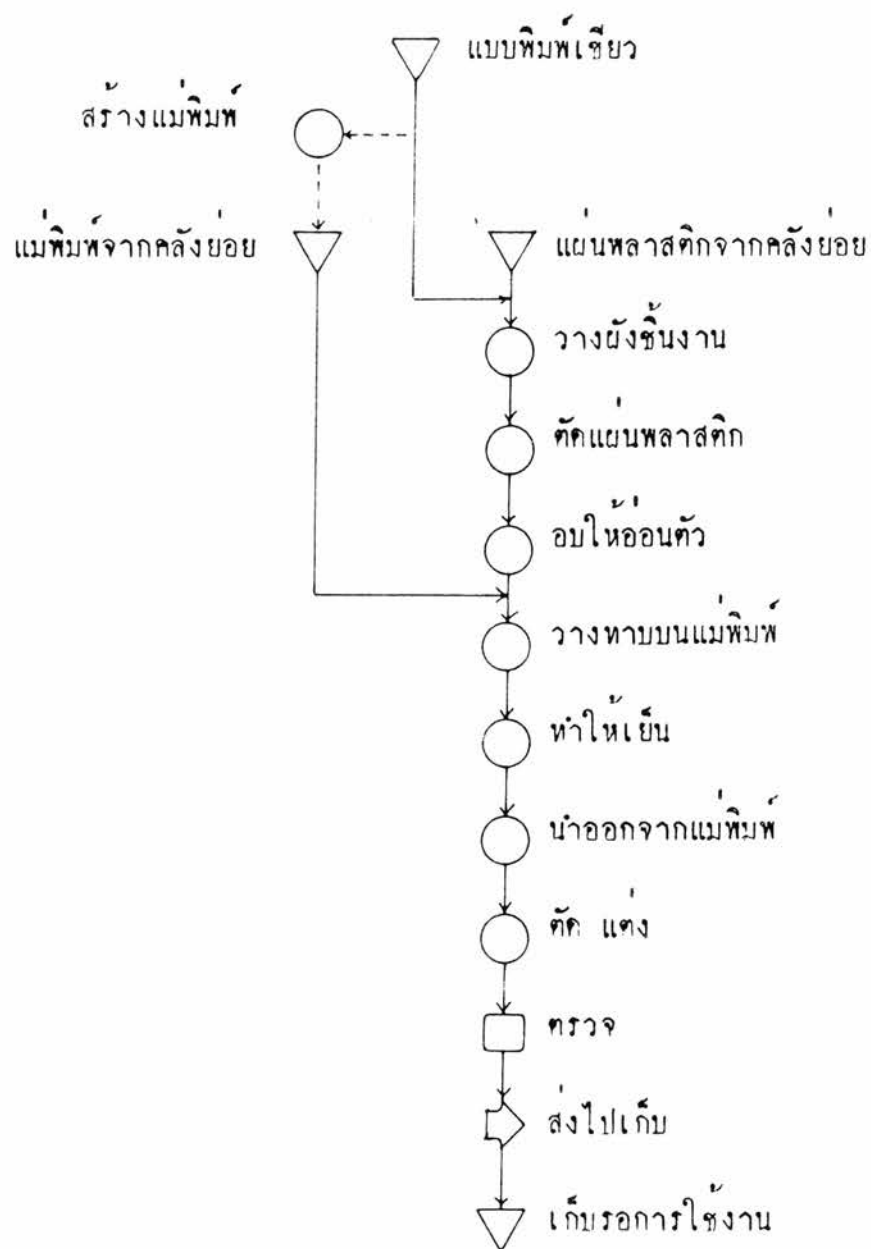 แบบพิมพ์เขียว
สร้างแม่พิมพ์
แม่พิมพ์จากคลังย่อย
แผ่นพลาสติกจากคลังย่อย
วางผังชิ้นงาน
ตัดแผ่นพลาสติก
อบให้อ่อนตัว
วางทาบบนแม่พิมพ์
ทำให้เย็น
นำออกจากแม่พิมพ์
ตัด แต่ง
ตรวจ
ส่งไปเก็บ
เก็บรอการใช้งาน